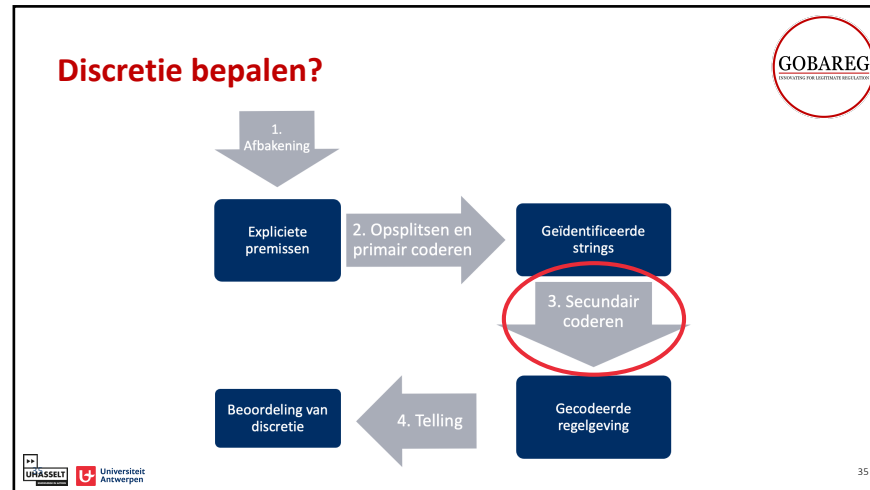 Discretie bepalen?
GOBAREG
INNOVATING FOR LEGITIMATE REGULATION
1.
Afbakening
Expliciete
premissen
2. Opsplitsen en
primair coderen
Geïdentificeerde
strings
3. Secundair
coderen
Gecodeerde
regelgeving
4. Telling
Beoordeling van
discretie
UHASSELT
Universiteit
Antwerpen
35